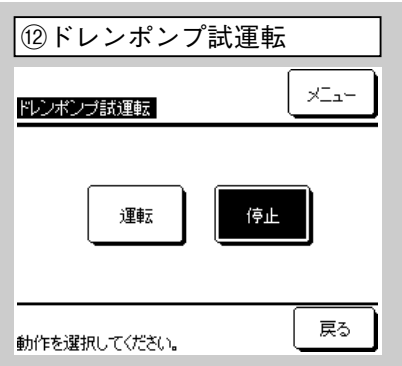 ⑫ドレンポンプ試運転
メニュー
ドレンポンプ試運転
運転
停止
動作を選択してください。
戻る